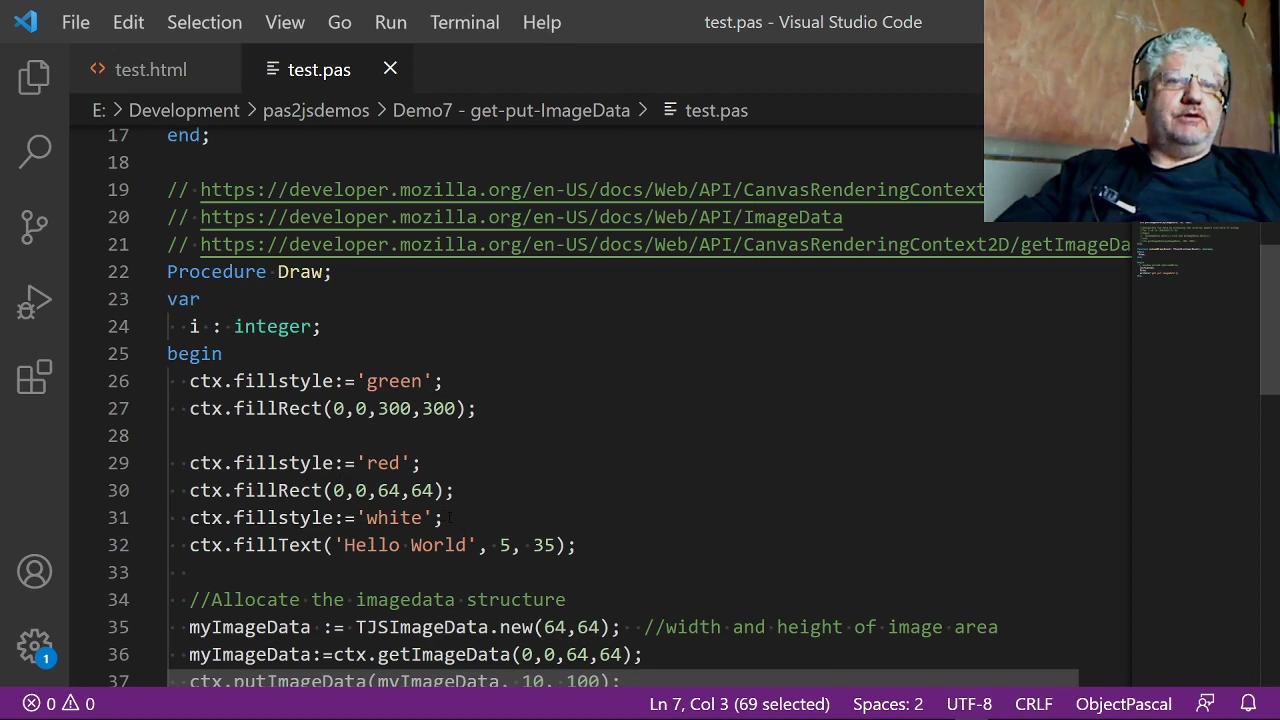 File Edit Selection View Go Run Terminal Help test.pas - Visual Studio Code
test.html test.pas
E: > Development > pas2jsdemos > Demo7 - get-put-ImageData > test.pas
17 end;
18
19 // https://developer.mozilla.org/en-US/docs/Web/API/CanvasRenderingContext
20 // https://developer.mozilla.org/en-US/docs/Web/API/ImageData
21 // https://developer.mozilla.org/en-US/docs/Web/API/CanvasRenderingContext2D/getImageDa
22 Procedure Draw;
23 var
24 i : integer;
25 begin
26 ctx.fillstyle:='green';
27 ctx.fillRect(0,0,300,300);
28
29 ctx.fillstyle:='red';
30 ctx.fillRect(0,0,64,64);
31 ctx.fillstyle:='white';
32 ctx.fillText('Hello World', 5, 35);
33
34 //Allocate the imagedata structure
35 myImageData := TJSImageData.new(64,64); //width and height of image area
36 myImageData:=ctx.getImageData(0,0,64,64);
37 ctx.putImageData(myImageData, 10, 100);
1
0 0 Ln 7, Col 3 (69 selected) Spaces: 2 UTF-8 CRLF ObjectPascal